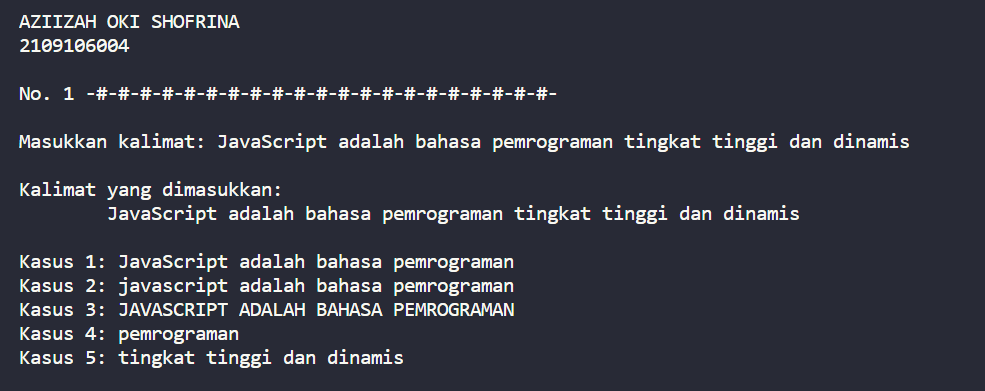 AZIIZAH OKI SHOFRINA
2109106004
No. 1 -#-#-#-#-#-#-#-#-#-#-#-#-#-#-#-#-#-#-#-#-#-
Masukkan kalimat: JavaScript adalah bahasa pemrograman tingkat tinggi dan dinamis
Kalimat yang dimasukkan:
JavaScript adalah bahasa pemrograman tingkat tinggi dan dinamis
Kasus 1: JavaScript adalah bahasa pemrograman
Kasus 2: javascript adalah bahasa pemrograman
Kasus 3: JAVASCRIPT ADALAH BAHASA PEMROGRAMAN
Kasus 4: pemrograman
Kasus 5: tingkat tinggi dan dinamis